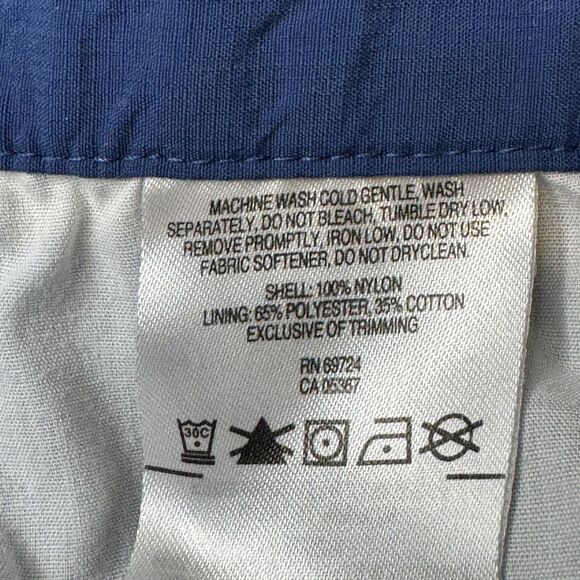 MACHINE WASH COLD GENTLE, WASH
SEPARATELY, DO NOT BLEACH, TUMBLE DRY LOW,
REMOVE PROMPTLY, IRON LOW, DO NOT USE
FABRIC SOFTENER, DO NOT DRYCLEAN.
SHELL: 100% NYLON
LINING: 65% POLYESTER, 35% COTTON
EXCLUSIVE OF TRIMMING
RN 69724
CA 05367
30C